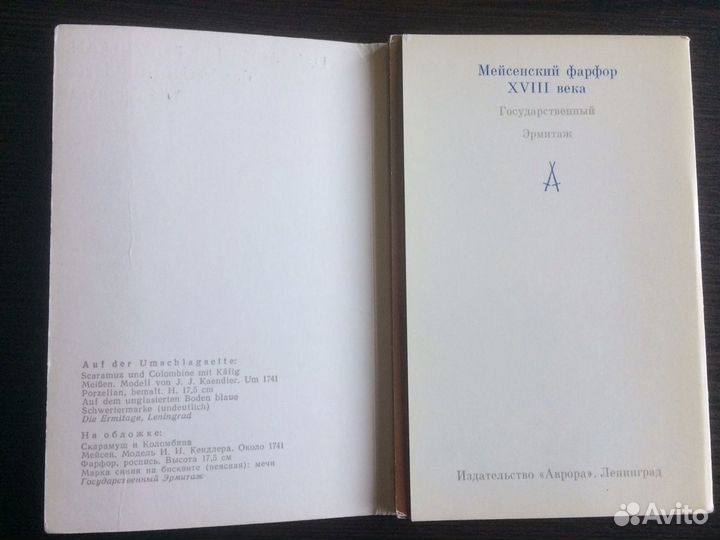 Auf der Umschlagseite:
Scaramuz und Colombine mit Käfig
Meißen. Modell von J. J. Kaendler. Um 1741
Porzellan, bemalt. H. 17,5 cm
Auf dem unglasierten Boden blaue
Schwertermarke (undeutlich)
Die Ermitage, Leningrad
На обложке:
Скарамуш и Коломбина
Мейсен. Модель И. И. Кендлера. Около 1741
Фарфор, роспись. Высота 17,5 см
Марка синяя на бисквите (неясная): мечи
Государственный Эрмитаж
Мейсенский фарфор
XVIII века
Государственный
Эрмитаж
Издательство «Аврора». Ленинград
Avito